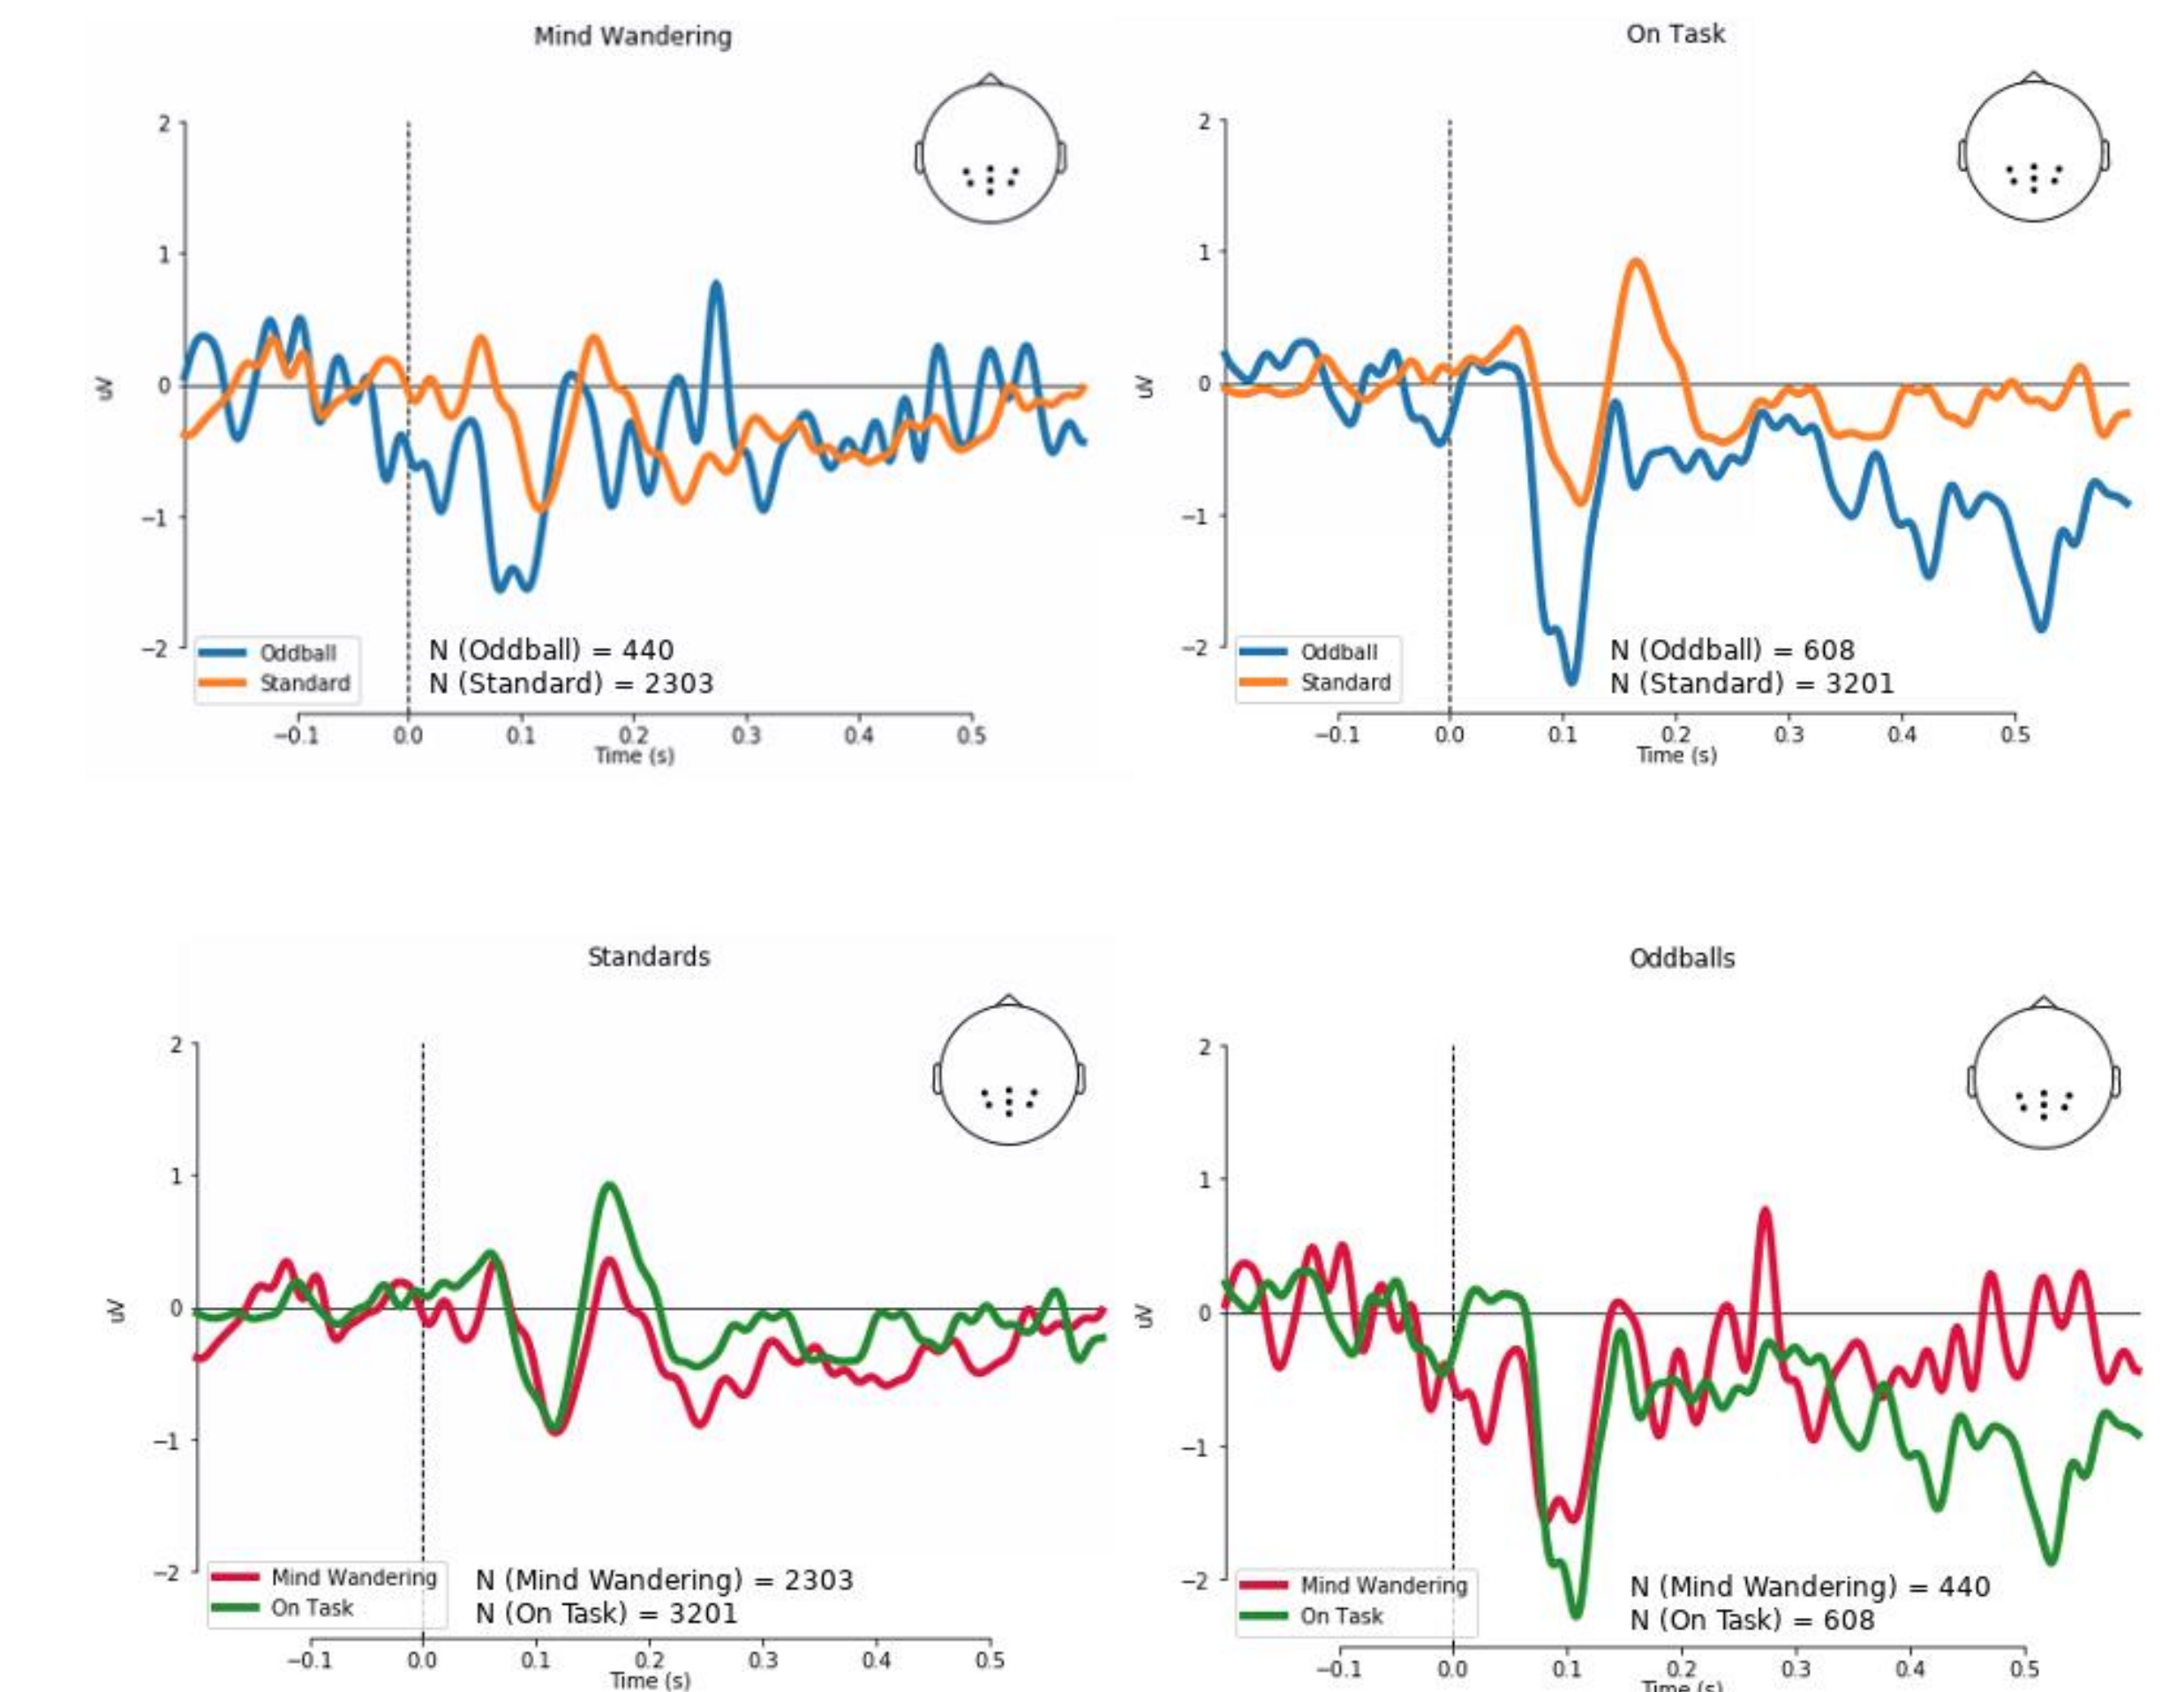 Mind Wandering
2
1
0
−1
−2
uV
Oddball
Standard
N (Oddball) = 440
N (Standard) = 2303
−0.1 0.0 0.1 0.2 0.3 0.4 0.5
Time (s)
On Task
2
1
0
−1
−2
uV
Oddball
Standard
N (Oddball) = 608
N (Standard) = 3201
−0.1 0.0 0.1 0.2 0.3 0.4 0.5
Time (s)
Standards
2
1
0
−1
−2
uV
Mind Wandering
On Task
N (Mind Wandering) = 2303
N (On Task) = 3201
−0.1 0.0 0.1 0.2 0.3 0.4 0.5
Time (s)
Oddballs
2
1
0
−1
−2
uV
Mind Wandering
On Task
N (Mind Wandering) = 440
N (On Task) = 608
−0.1 0.0 0.1 0.2 0.3 0.4 0.5
Time (s)